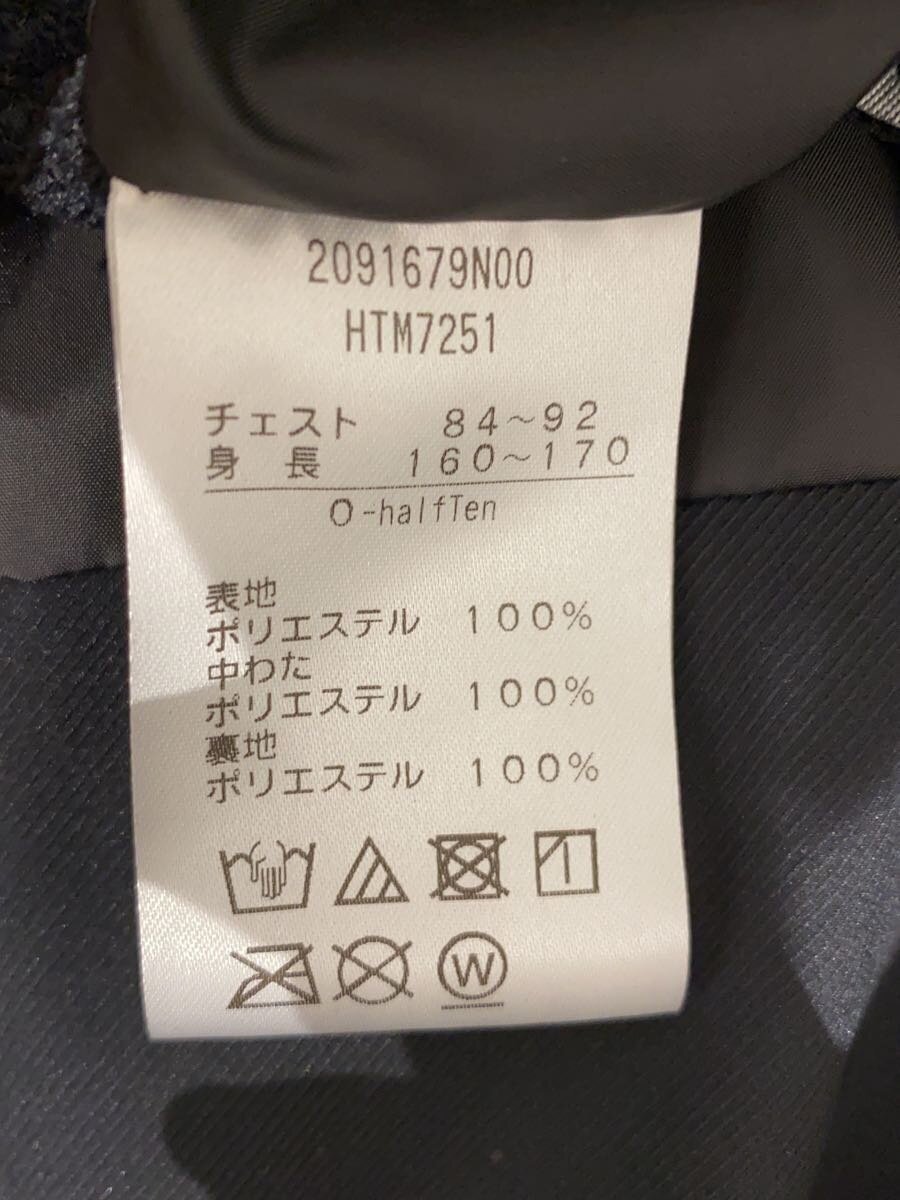 2091679N00
HTM7251
チェスト 84～92
身 長 160～170
O-halfTen
表地
ポリエステル 100%
中わた
ポリエステル 100%
裏地
ポリエステル 100%
W